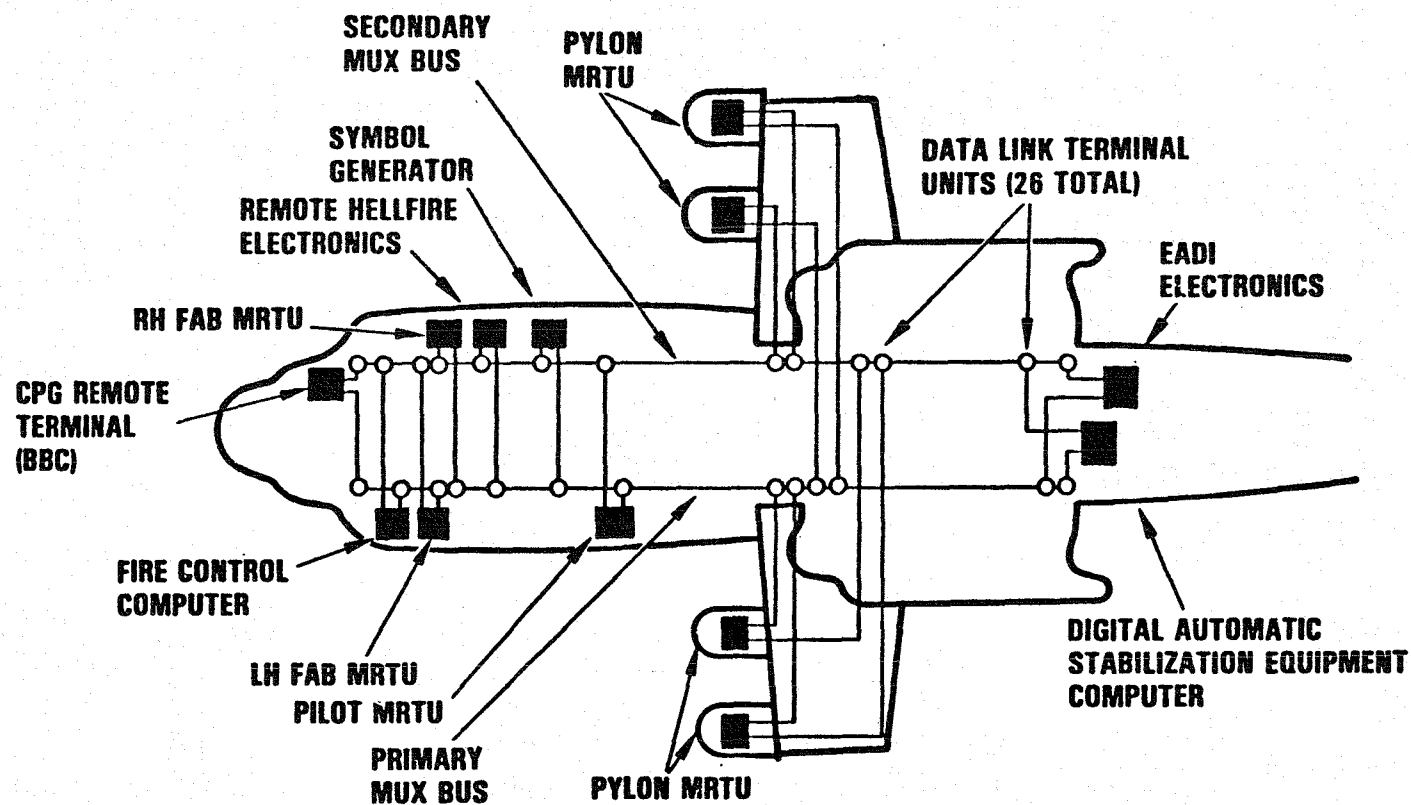 SECONDARY
MUX BUS
PYLON
MRTU
SYMBOL
GENERATOR
DATA LINK TERMINAL
UNITS (26 TOTAL)
REMOTE HELLFIRE
ELECTRONICS
EADI
ELECTRONICS
RH FAB MRTU
CPG REMOTE
TERMINAL
(BBC)
FIRE CONTROL
COMPUTER
LH FAB MRTU
PILOT MRTU
PRIMARY
MUX BUS
PYLON MRTU
DIGITAL AUTOMATIC
STABILIZATION EQUIPMENT
COMPUTER